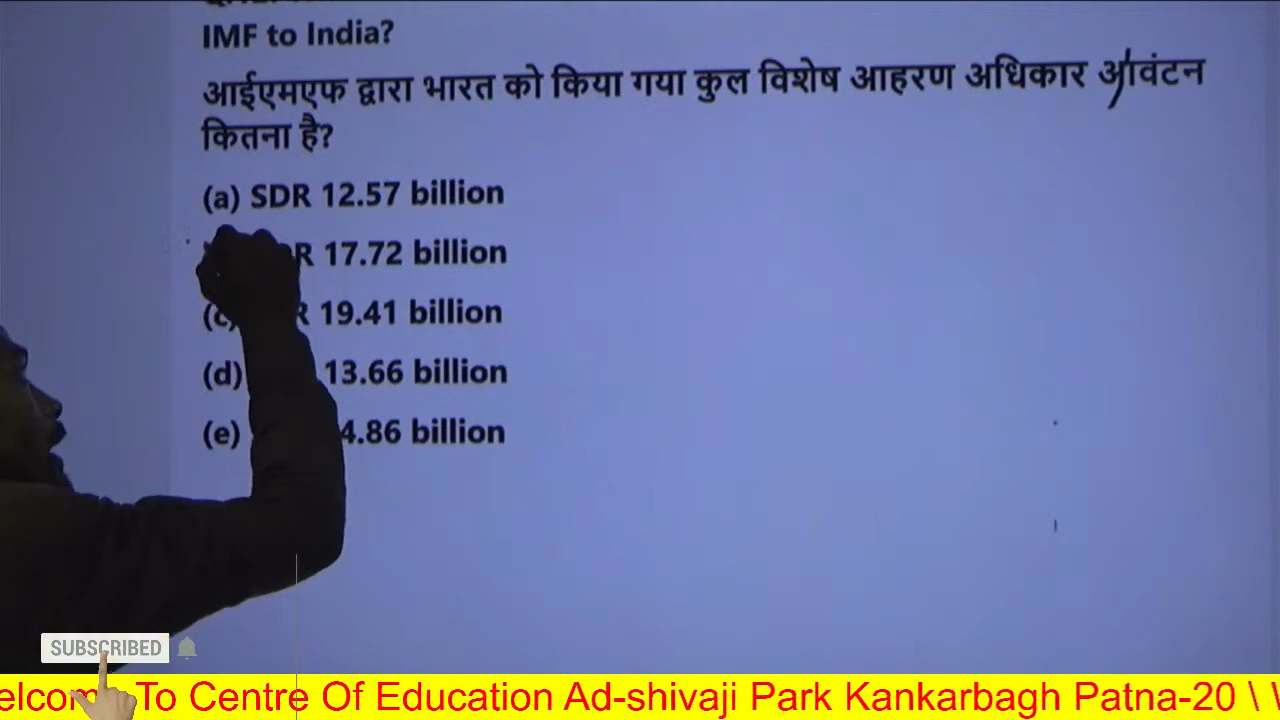 IMF to India?
आईएमएफ द्वारा भारत को किया गया कुल विशेष आहरण अधिकार आवंटन
कितना है?
(a) SDR 12.57 billion
17.72 billion
(c) 19.41 billion
(d) 13.66 billion
(e) 4.86 billion
SUBSCRIBED
To Centre Of Education Ad-shivaji Park Kankarbagh Patna-20 \